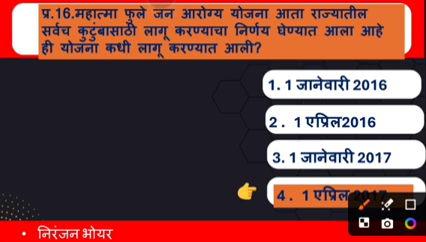 प्र.16.महात्मा फुले जन आरोग्य योजना आता राज्यातील
सर्वच कुटुंबासाठी लागू करण्याचा निर्णय घेण्यात आला आहे
ही योजना कधी लागू करण्यात आली?
1. 1 जानेवारी 2016
2 . 1 एप्रिल2016
3. 1 जानेवारी 2017
4 . 1 एप्रिल 2017
• निरंजन भोयर